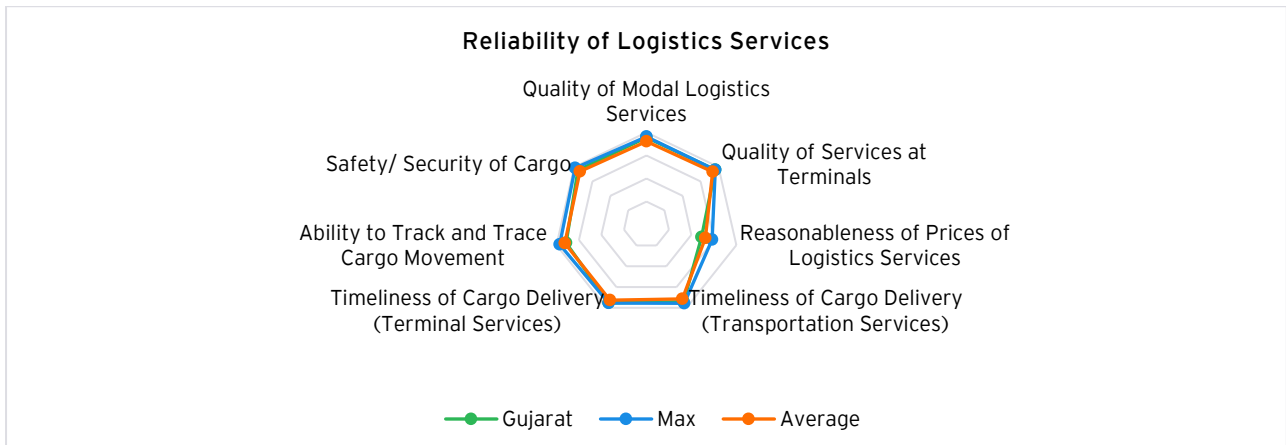 Reliability of Logistics Services
Quality of Modal Logistics
Services
Quality of Services at
Terminals
Reasonableness of Prices of
Logistics Services
Timeliness of Cargo Delivery
(Transportation Services)
Timeliness of Cargo Delivery
(Terminal Services)
Ability to Track and Trace
Cargo Movement
Safety/ Security of Cargo
Gujarat
Max
Average